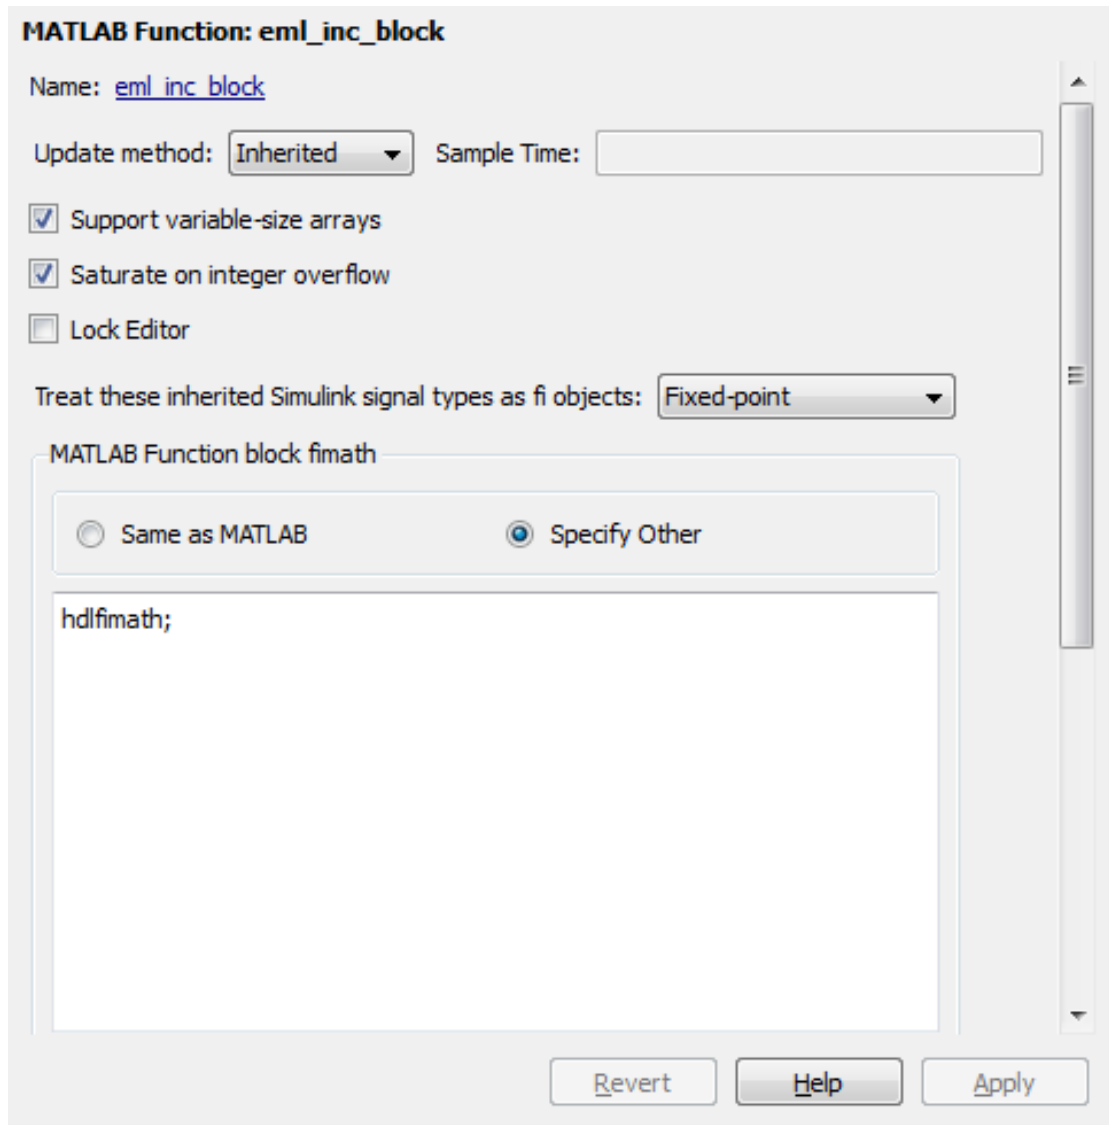 MATLAB Function: eml_inc_block
Name: eml_inc_block
Update method: Inherited Sample Time:
Support variable-size arrays
Saturate on integer overflow
Lock Editor
Treat these inherited Simulink signal types as fi objects: Fixed-point
MATLAB Function block fimath
Same as MATLAB Specify Other
hdlfimath;
Revert Help Apply